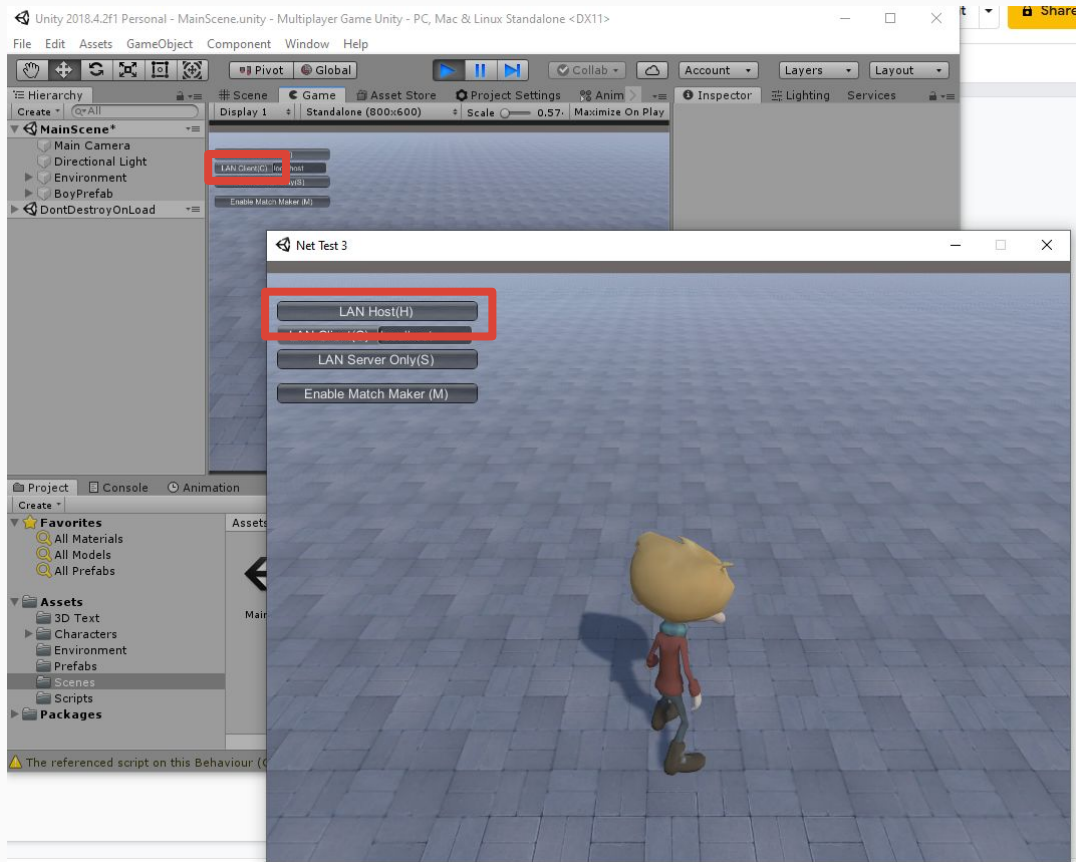 Unity 2018.4.2f1 Personal - MainScene.unity - Multiplayer Game Unity - PC, Mac & Linux Standalone <DX11>
Share
File Edit Assets GameObject Component Window Help
Pivot Global Collab Account Layers Layout
Hierarchy Scene Game Asset Store Project Settings Anim Inspector Lighting Services
Create All Display 1 Standalone (800x600) Scale 0.57 Maximize On Play
MainScene*
Main Camera
Directional Light
Environment
BoyPrefab
DontDestroyOnLoad
LAN Client(C)
Enable Match Maker (M)
Net Test 3
LAN Host(H)
LAN Server Only(S)
Enable Match Maker (M)
Project Console Animation
Create
Favorites Assets
All Materials
All Models
All Prefabs
Assets
3D Text
Characters
Environment
Prefabs
Scenes
Scripts
Packages
The referenced script on this Behaviour